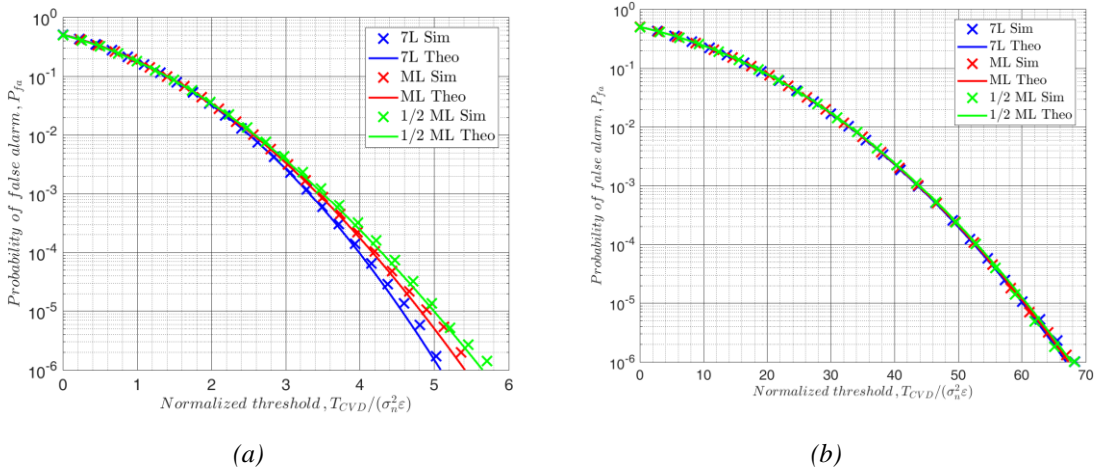 10^0
10^-1
10^-2
10^-3
10^-4
10^-5
10^-6
Probability of false alarm, P_fa
7L Sim
7L Theo
ML Sim
ML Theo
1/2 ML Sim
1/2 ML Theo
0 1 2 3 4 5 6
Normalized threshold, T_CVD/(σ_n^2 ε)
(a)
10^0
10^-1
10^-2
10^-3
10^-4
10^-5
10^-6
Probability of false alarm, P_fa
7L Sim
7L Theo
ML Sim
ML Theo
1/2 ML Sim
1/2 ML Theo
0 10 20 30 40 50 60 70
Normalized threshold, T_CVD/(σ_n^2 ε)
(b)